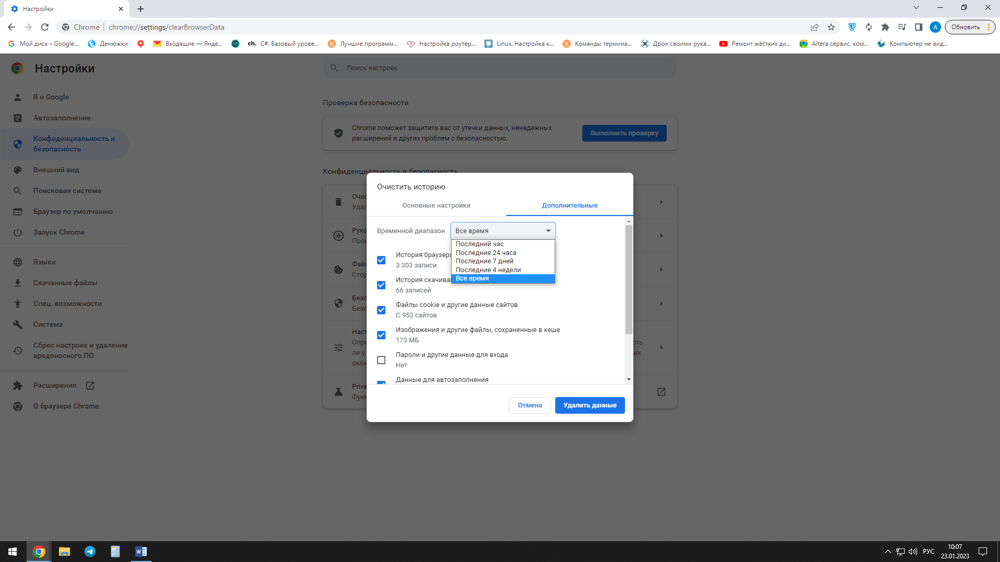 Настройки
Chrome
chrome://settings/clearBrowserData
A
Обновить
Мой диск – Google...
Денюжки
Входящие — Янде...
ch.
C#. Базовый урове...
lt
Лучшие програм...
Настройка роутер...
Linux. Настройка к...
lt
Команды термина...
Дрон своими рука...
Ремонт жёстких ди...
Altera сервис, ком...
Компьютер не вид...
Настройки
Поиск настроек
Я и Google
Автозаполнение
Конфиденциальность и
безопасность
Внешний вид
Поисковая система
Браузер по умолчанию
Запуск Chrome
Языки
Скачанные файлы
Спец. возможности
Система
Сброс настроек и удаление
вредоносного ПО
Расширения
О браузере Chrome
Проверка безопасности
Chrome поможет защитить вас от утечки данных, ненадежных
расширений и других проблем с безопасностью.
Выполнить проверку
Конфиденциальность и безопасность
Очис
Удал
Руко
Пров
Файл
Стор
Безо
Безо
Наст
Опре
ли у
окон
сть
их
Priva
Функ
Очистить историю
Основные настройки
Дополнительные
Временной диапазон
Все время
Последний час
Последние 24 часа
Последние 7 дней
Последние 4 недели
Все время
История браузера
3 303 записи
История скачива
66 записей
Файлы cookie и другие данные сайтов
С 953 сайтов
Изображения и другие файлы, сохраненные в кеше
173 МБ
Пароли и другие данные для входа
Нет
Данные для автозаполнения
Отмена
Удалить данные
РУС
10:07
23.01.2023